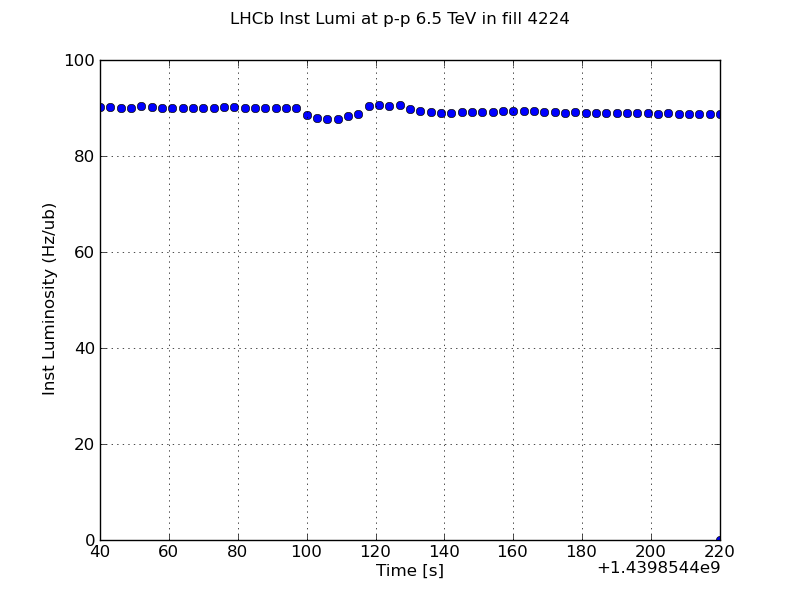 LHCb Inst Lumi at p-p 6.5 TeV in fill 4224
100
80
60
40
20
0
Inst Luminosity (Hz/ub)
40 60 80 100 120 140 160 180 200 220
+1.4398544e9
Time [s]